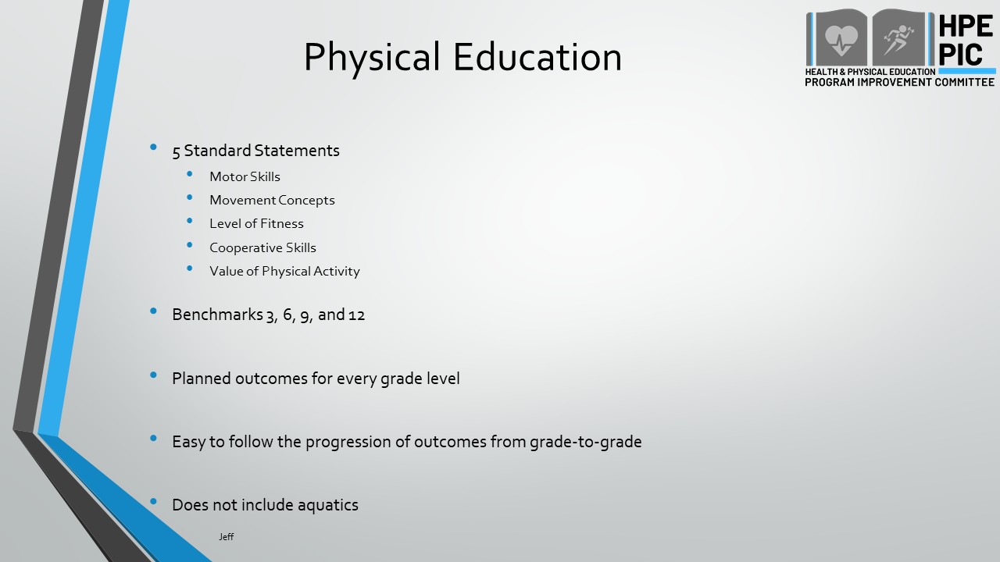 Physical Education
HPE
PIC
HEALTH & PHYSICAL EDUCATION
PROGRAM IMPROVEMENT COMMITTEE
5 Standard Statements
Motor Skills
Movement Concepts
Level of Fitness
Cooperative Skills
Value of Physical Activity
Benchmarks 3, 6, 9, and 12
Planned outcomes for every grade level
Easy to follow the progression of outcomes from grade-to-grade
Does not include aquatics
Jeff